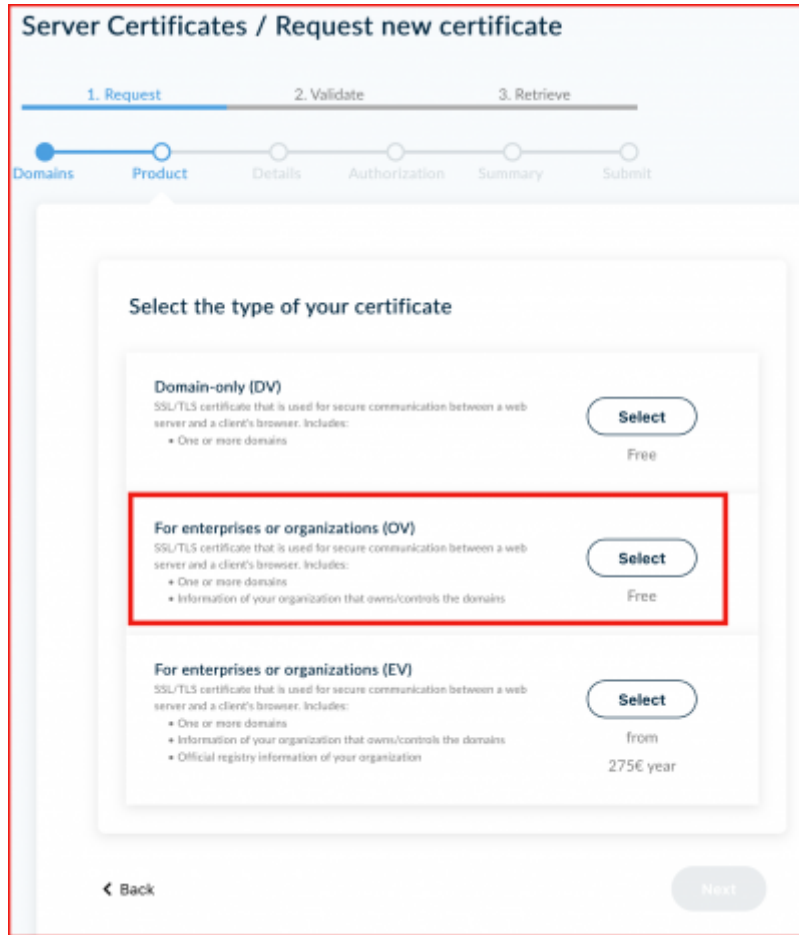 Server Certificates / Request new certificate
1. Request
2. Validate
3. Retrieve
Domains
Product
Details
Authorization
Summary
Submit
Select the type of your certificate
Domain-only (DV)
SSL/TLS certificate that is used for secure communication between a web
server and a client's browser. Includes:
• One or more domains
Select
Free
For enterprises or organizations (OV)
SSL/TLS certificate that is used for secure communication between a web
server and a client's browser. Includes:
• One or more domains
• Information of your organization that owns/controls the domains
Select
Free
For enterprises or organizations (EV)
SSL/TLS certificate that is used for secure communication between a web
server and a client's browser. Includes:
• One or more domains
• Information of your organization that owns/controls the domains
• Official registry information of your organization
Select
from
275€ year
Back
Next